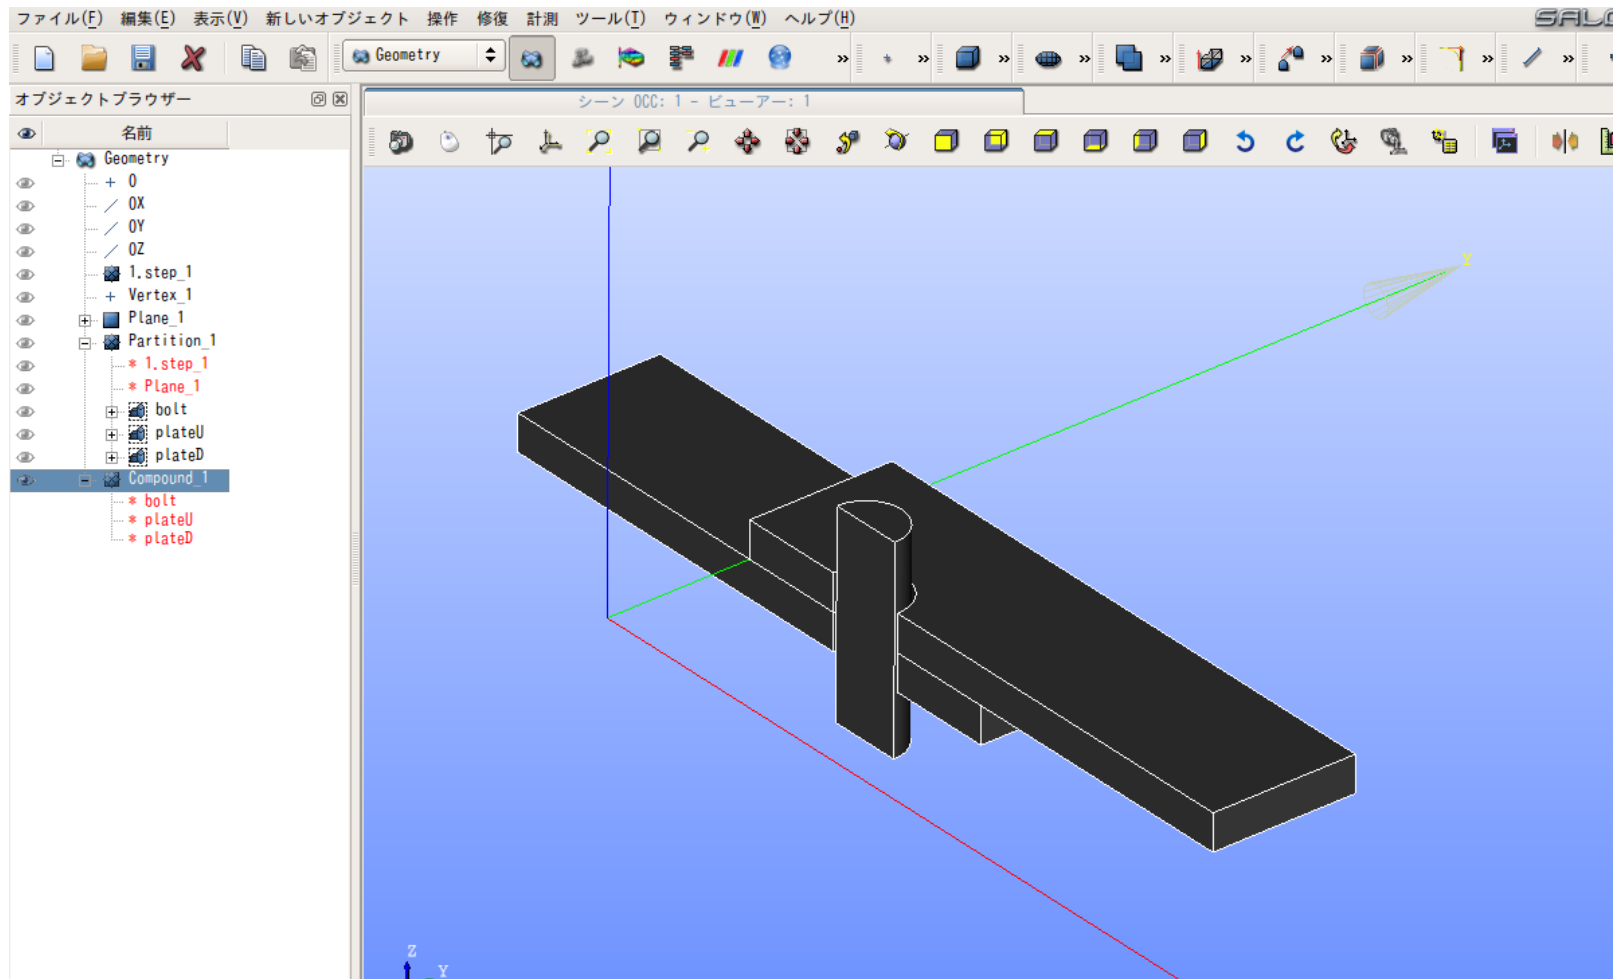 ファイル(F) 編集(E) 表示(V) 新しいオブジェクト 操作 修復 計測 ツール(T) ウィンドウ(W) ヘルプ(H)
Geometry
オブジェクトブラウザー
シーン OCC: 1 - ビューアー: 1
名前
Geometry
O
OX
OY
OZ
1.step_1
Vertex_1
Plane_1
Partition_1
* 1.step_1
* Plane_1
bolt
plateU
plateD
Compound_1
* bolt
* plateU
* plateD
Y
Z
Y